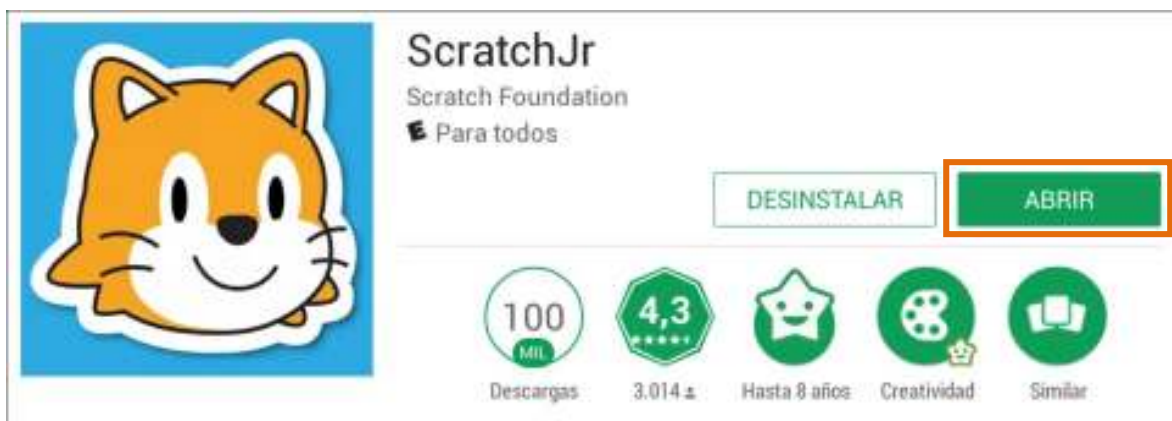 ScratchJr
Scratch Foundation
E Para todos
DESINSTALAR
ABRIR
100
MIL
4,3
Descargas
3.014
Hasta 8 años
Creatividad
Similar